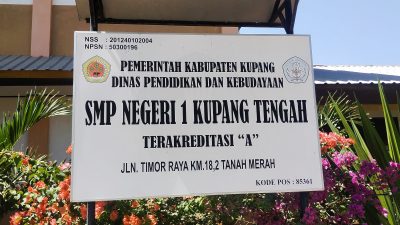 NSS : 201240102004
NPSN : 50300196
PEMERINTAH KABUPATEN KUPANG
DINAS PENDIDIKAN DAN KEBUDAYAAN
SMP NEGERI 1 KUPANG TENGAH
TERAKREDITASI “A”
JLN. TIMOR RAYA KM.18,2 TANAH MERAH
KODE POS : 85361